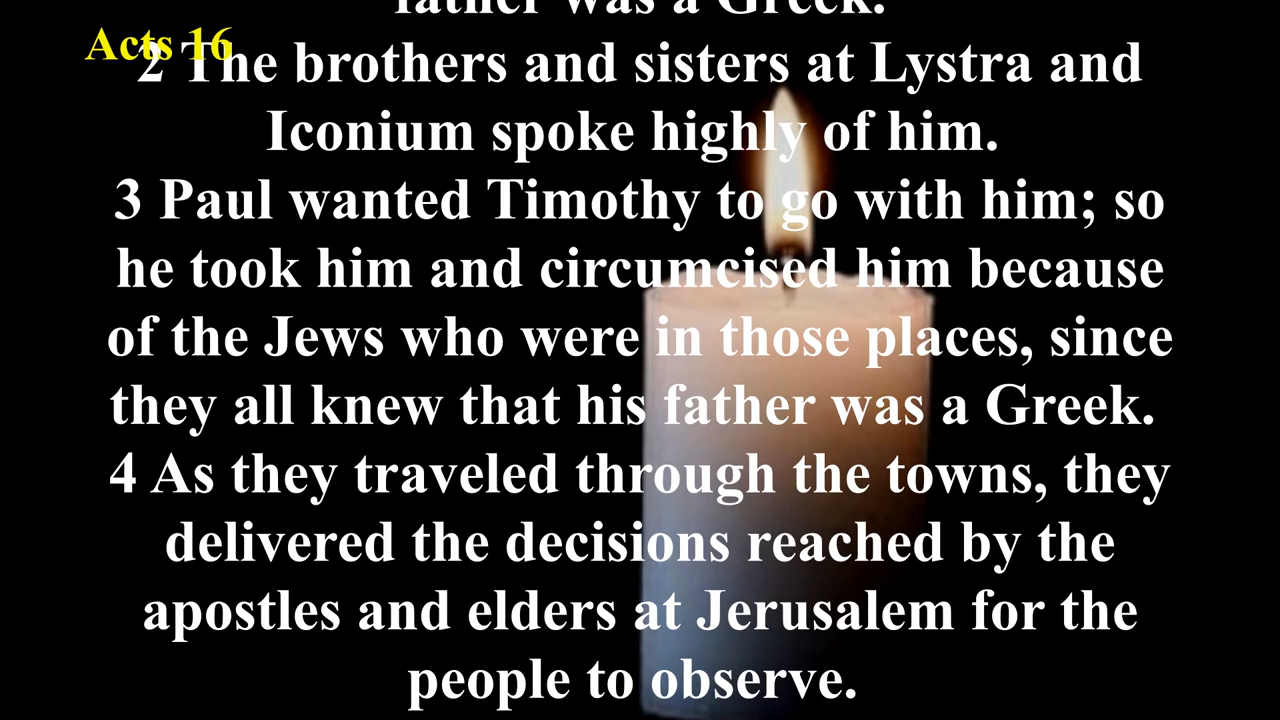 father was a Greek.
Acts 16
2 The brothers and sisters at Lystra and
Iconium spoke highly of him.
3 Paul wanted Timothy to go with him; so
he took him and circumcised him because
of the Jews who were in those places, since
they all knew that his father was a Greek.
4 As they traveled through the towns, they
delivered the decisions reached by the
apostles and elders at Jerusalem for the
people to observe.